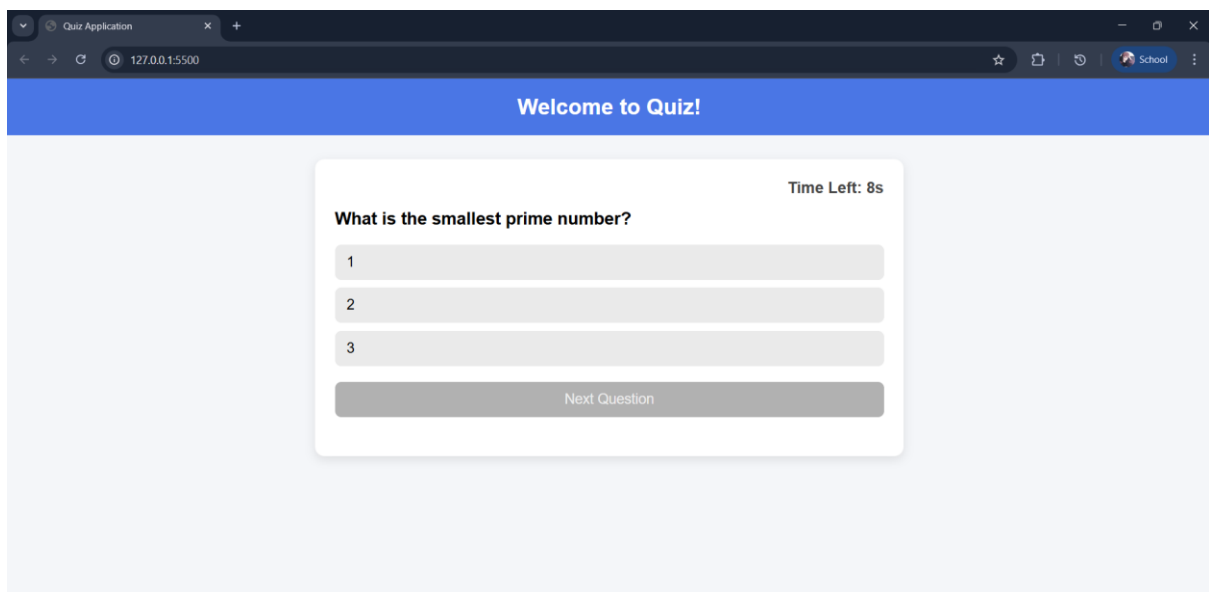 Quiz Application
127.0.0.1:5500
School
Welcome to Quiz!
Time Left: 8s
What is the smallest prime number?
1
2
3
Next Question